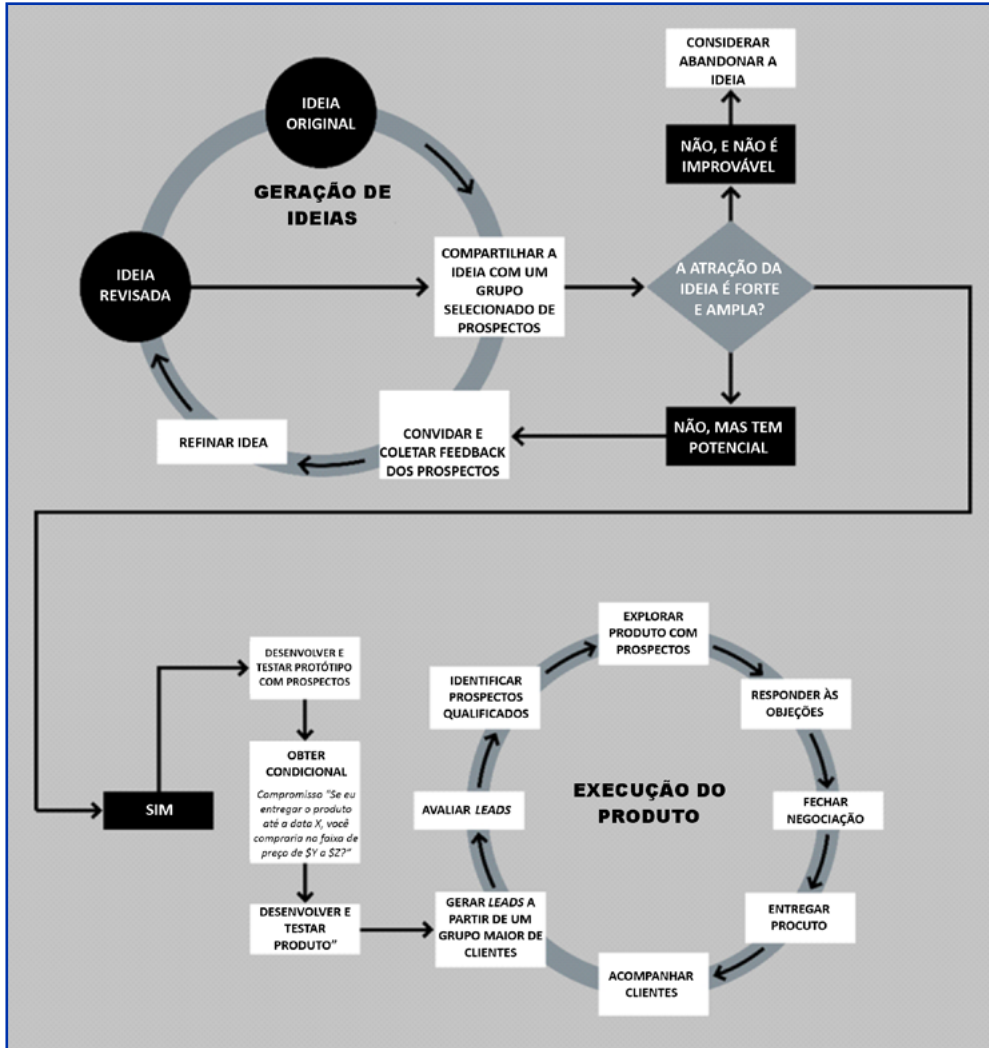 IDEIA
ORIGINAL
GERAÇÃO DE
IDEIAS
IDEIA
REVISADA
COMPARTILHAR A
IDEIA COM UM
GRUPO
SELECIONADO DE
PROSPECTOS
REFINAR IDEA
CONVIDAR E
COLETAR FEEDBACK
DOS PROSPECTOS
CONSIDERAR
ABANDONAR A
IDEIA
NÃO, E NÃO É
IMPROVÁVEL
A ATRAÇÃO DA
IDEIA É FORTE
E AMPLA?
NÃO, MAS TEM
POTENCIAL
SIM
DESENVOLVER E
TESTAR PROTÓTIPO
COM PROSPECTOS
OBTER
CONDICIONAL
Compromisso "Se eu
entregar o produto
até a data X, você
compraria na faixa de
preço de $Y a $Z?"
DESENVOLVER E
TESTAR
PRODUTO"
GERAR LEADS A
PARTIR DE UM
GRUPO MAIOR DE
CLIENTES
AVALIAR LEADS
IDENTIFICAR
PROSPECTOS
QUALIFICADOS
EXPLORAR
PRODUTO COM
PROSPECTOS
RESPONDER ÀS
OBJEÇÕES
EXECUÇÃO DO
PRODUTO
FECHAR
NEGOCIAÇÃO
ENTREGAR
PROCUTO
ACOMPANHAR
CLIENTES